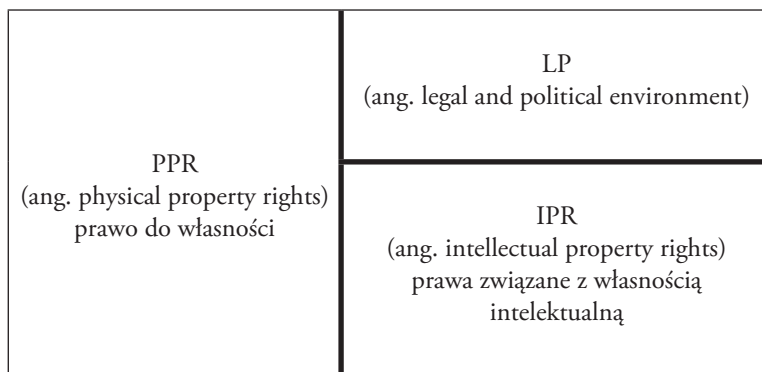 PPR
(ang. physical property rights)
prawo do własności
LP
(ang. legal and political environment)
IPR
(ang. intellectual property rights)
prawa związane z własnością
intelektualną